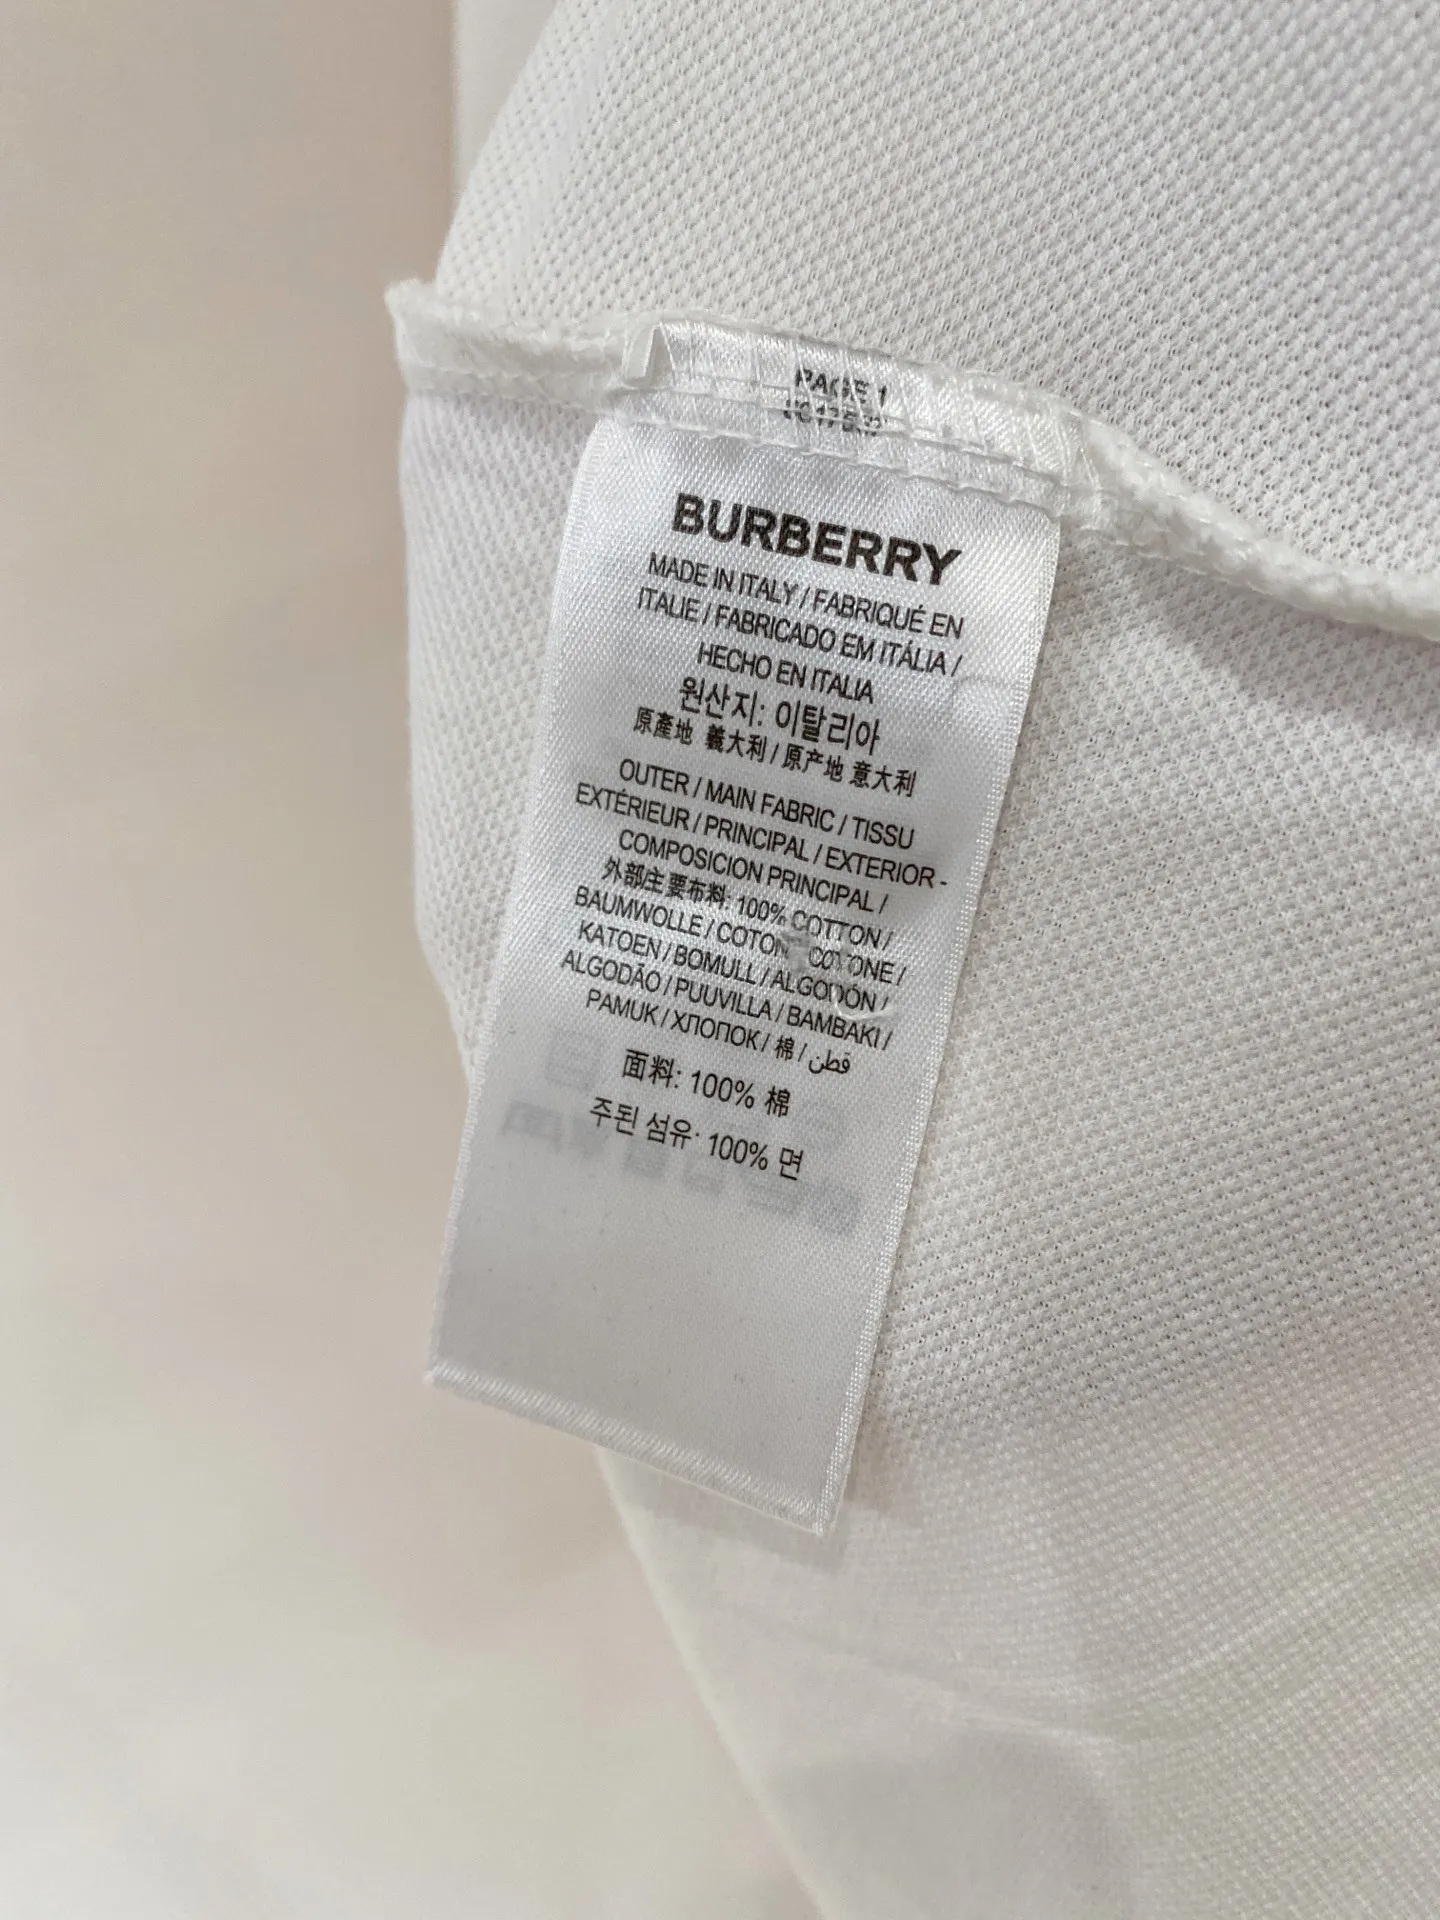 PAGE 1
BURBERRY
MADE IN ITALY / FABRIQUÉ EN
ITALIE / FABRICADO EM ITÁLIA /
HECHO EN ITALIA
원산지: 이탈리아
原產地 義大利 / 原产地 意大利
OUTER / MAIN FABRIC / TISSU
EXTÉRIEUR / PRINCIPAL / EXTERIOR -
COMPOSICION PRINCIPAL /
外部主要布料: 100% COTTON /
BAUMWOLLE / COTON / COTONE /
KATOEN / BOMULL / ALGODÓN /
ALGODÃO / PUUVILLA / BAMBAKI /
PAMUK / ХЛОПОК / 棉 / قطن
面料: 100% 棉
주된 섬유: 100% 면